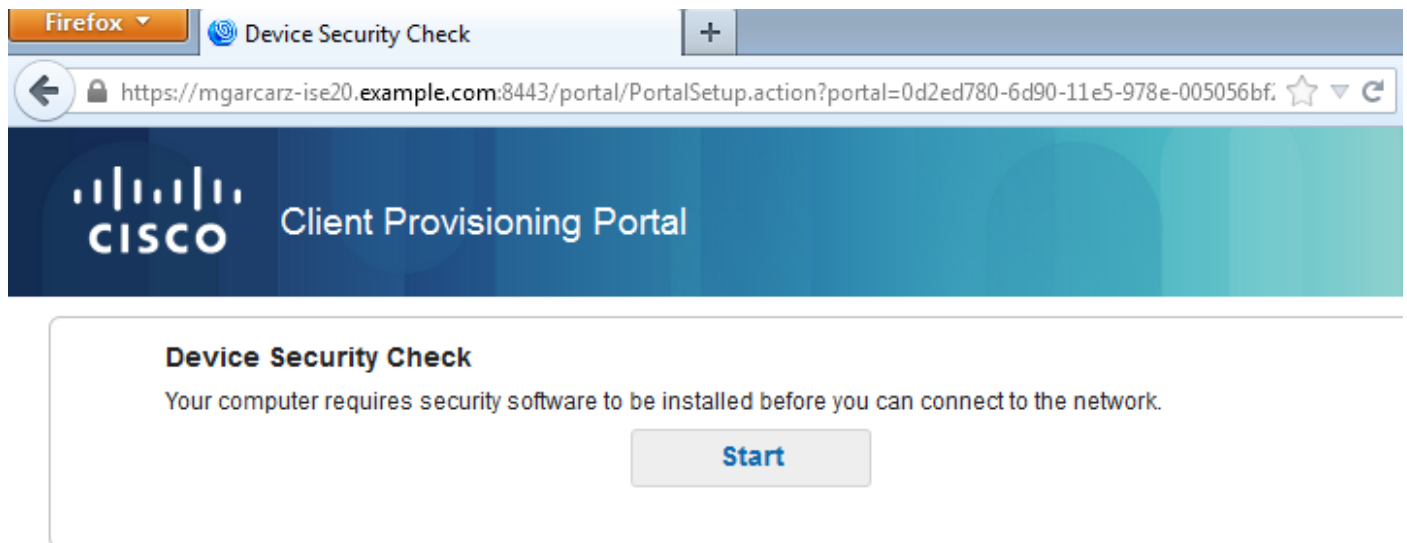 Firefox
Device Security Check
https://mgarcarz-ise20.example.com:8443/portal/PortalSetup.action?portal=0d2ed780-6d90-11e5-978e-005056bf
CISCO
Client Provisioning Portal
Device Security Check
Your computer requires security software to be installed before you can connect to the network.
Start